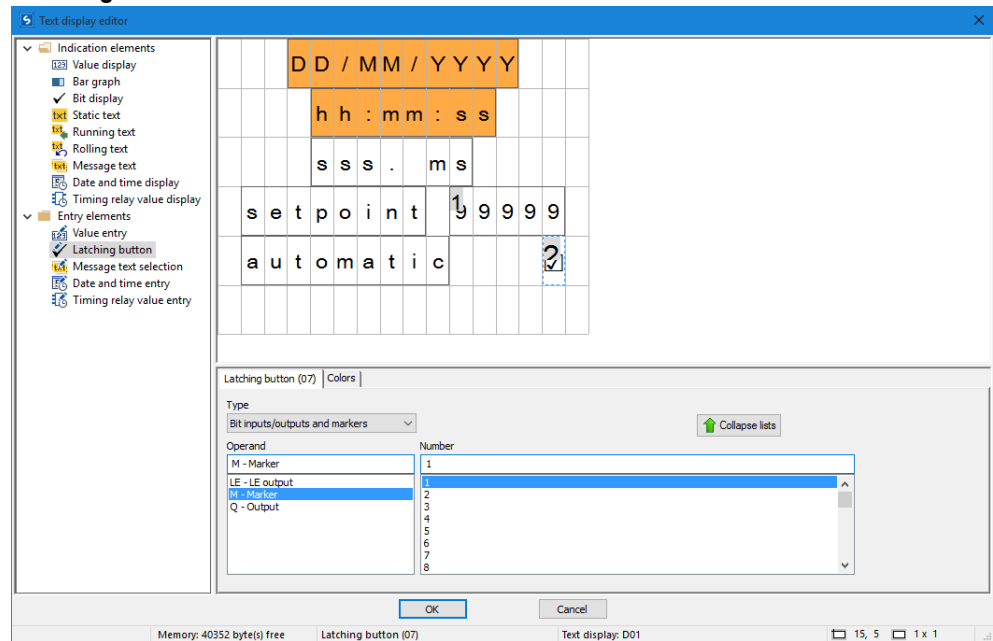 Text display editor
Indication elements
Value display
Bar graph
Bit display
Static text
Running text
Rolling text
Message text
Date and time display
Timing relay value display
Entry elements
Value entry
Latching button
Message text selection
Date and time entry
Timing relay value entry
DD/MM/YYYY
hh:mm:ss
sss. ms
setpoint 1 99999
automatic 2
Latching button (07) Colors
Type
Bit inputs/outputs and markers
Collapse lists
Operand Number
M - Marker 1
LE - LE output 1
M - Marker 2
Q - Output 3
4
5
6
7
8
OK Cancel
Memory: 40352 byte(s) free Latching button (07) Text display: D01 15, 5 1 x 1